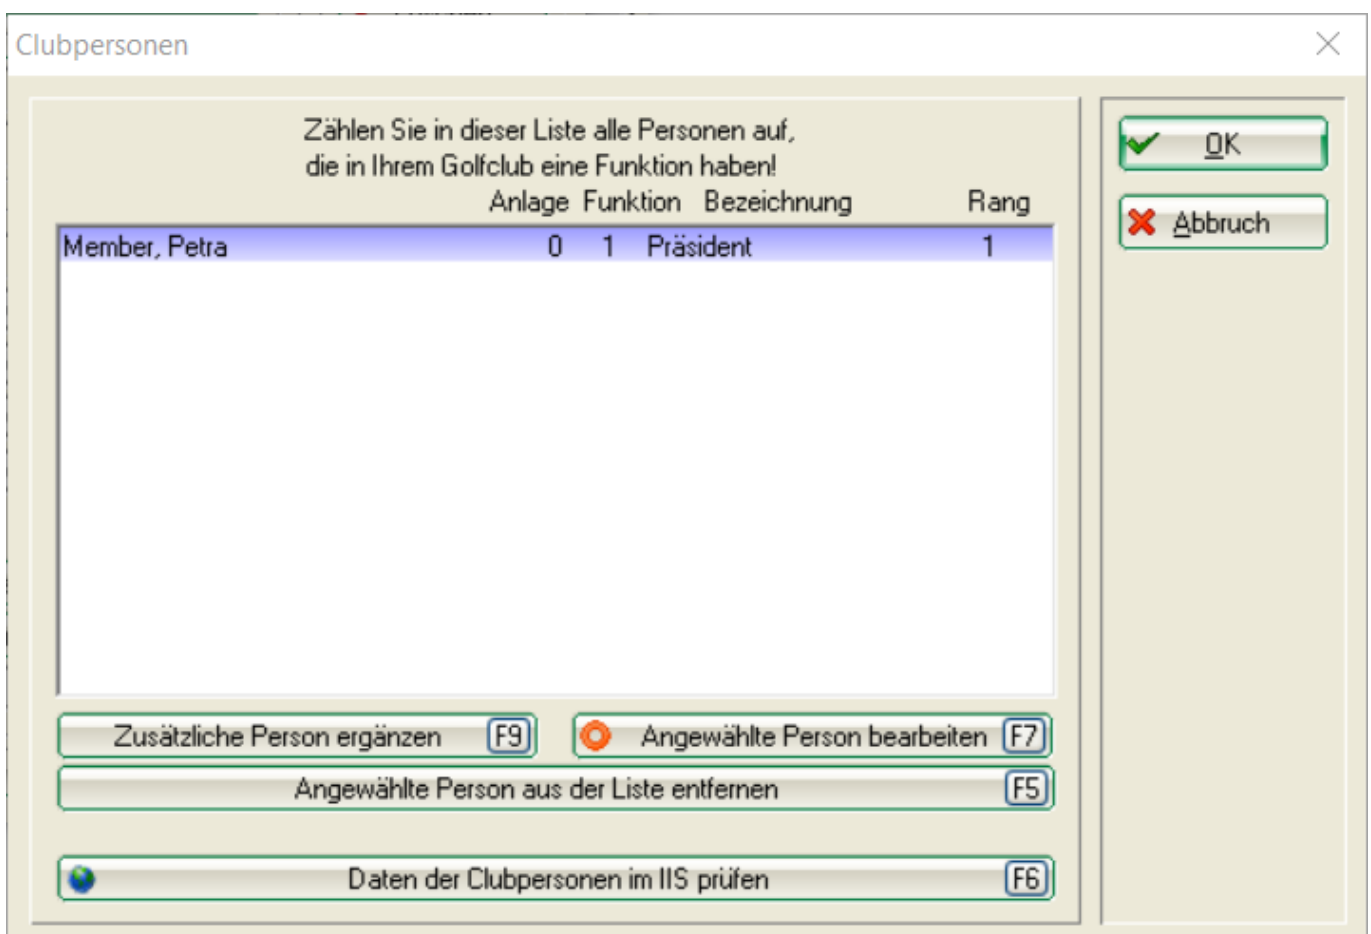 Clubpersonen
Zählen Sie in dieser Liste alle Personen auf,
die in Ihrem Golfclub eine Funktion haben!
Anlage Funktion Bezeichnung Rang
Member, Petra 0 1 Präsident 1
Zusätzliche Person ergänzen F9
Angewählte Person bearbeiten F7
Angewählte Person aus der Liste entfernen F5
Daten der Clubpersonen im IIS prüfen F6
OK
Abbruch